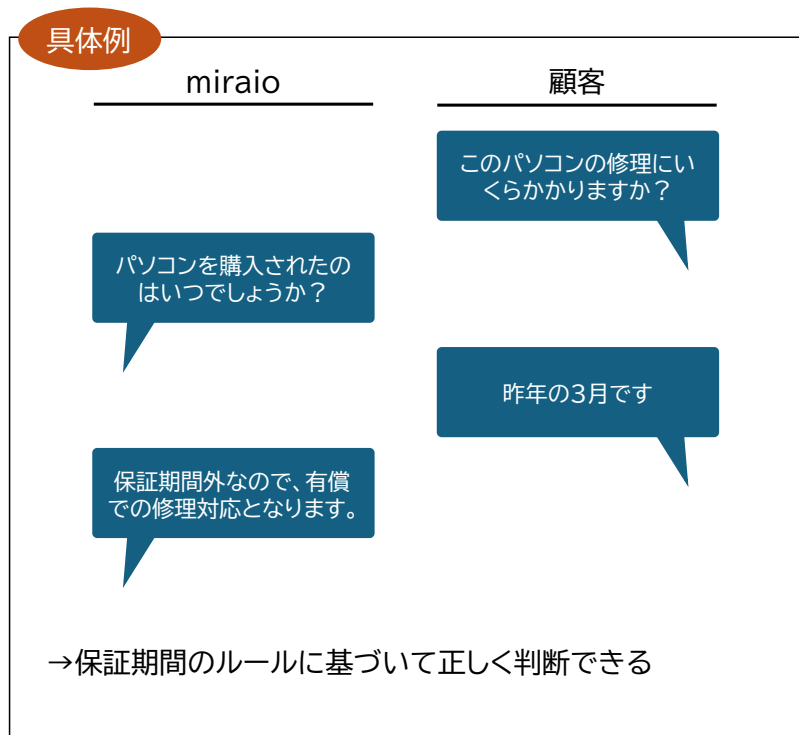 具体例
miraio
顧客
このパソコンの修理にい
くらかかりますか？
パソコンを購入されたの
はいつでしょうか？
昨年の3月です
保証期間外なので、有償
での修理対応となります。
→保証期間のルールに基づいて正しく判断できる